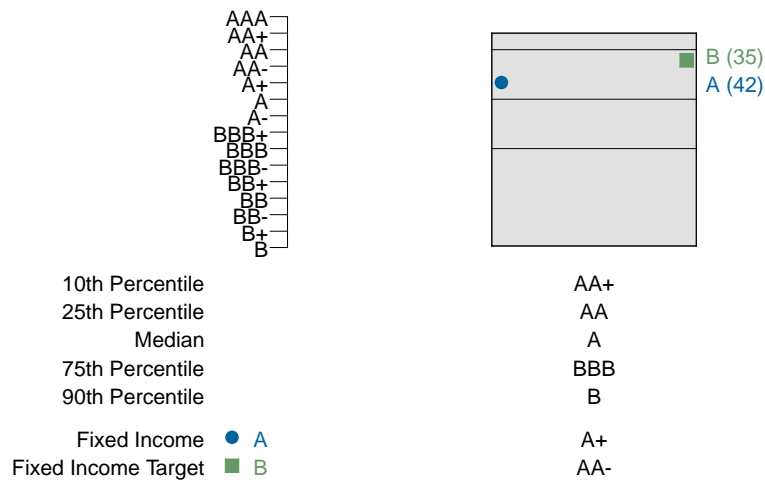 AAA
AA+
AA
AA-
A+
A
A-
BBB+
BBB
BBB-
BB+
BB
BB-
B+
B
B (35)
A (42)
10th Percentile AA+
25th Percentile AA
Median A
75th Percentile BBB
90th Percentile B
Fixed Income A A+
Fixed Income Target B AA-